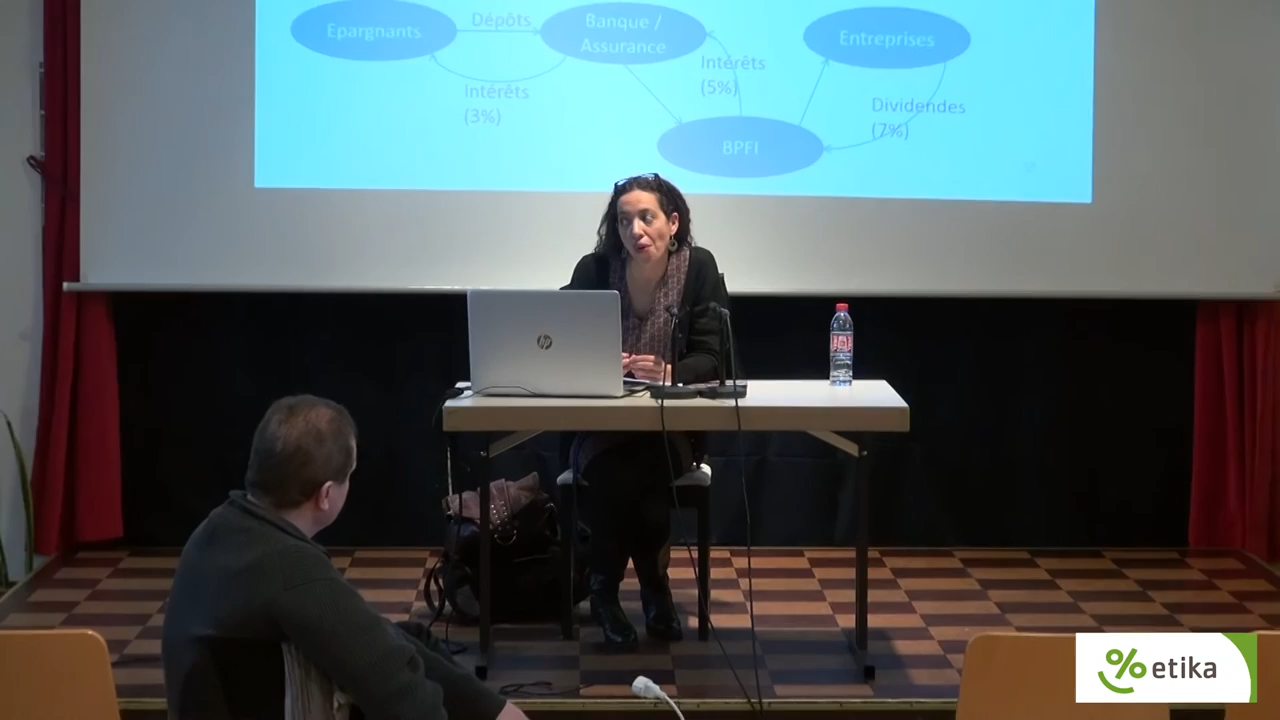 Epargnants
Dépôts
Banque /
Assurance
Entreprises
Intérêts
(5%)
Intérêts
(3%)
Dividendes
(7%)
BPFI
hp
% etika